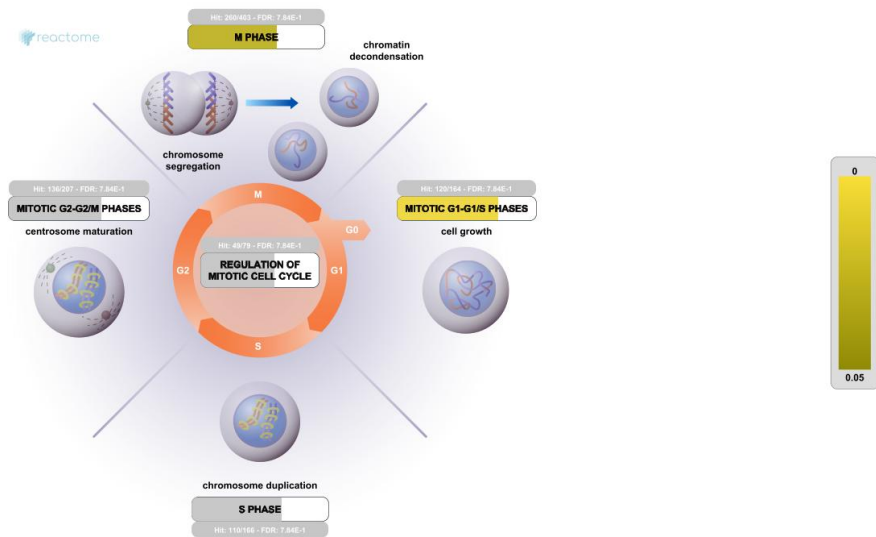 Hit: 260/403 - FDR: 7.84E-1
M PHASE
reactome
chromatin
decondensation
chromosome
segregation
Hit: 136/207 - FDR: 7.84E-1
MITOTIC G2-G2/M PHASES
centrosome maturation
M
G0
G1
S
G2
Hit: 49/79 - FDR: 7.84E-1
REGULATION OF
MITOTIC CELL CYCLE
Hit: 120/164 - FDR: 7.84E-1
MITOTIC G1-G1/S PHASES
cell growth
0
0.05
chromosome duplication
S PHASE
Hit: 110/166 - FDR: 7.84E-1